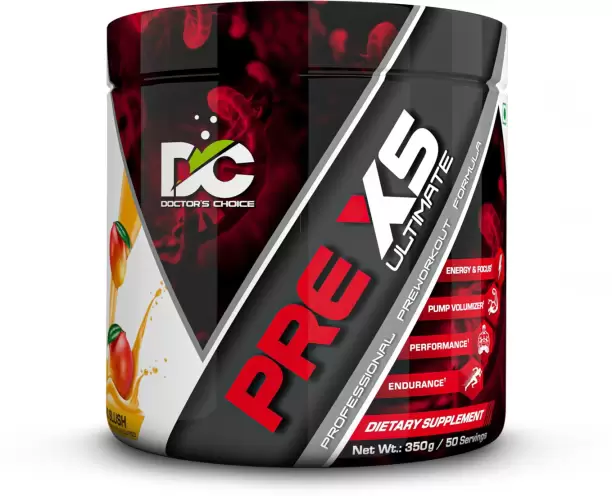 DC
DOCTOR'S CHOICE
PRE X5
ULTIMATE
PROFESSIONAL PREWORKOUT FORMULA
ENERGY & FOCUS†
PUMP VOLUMIZER†
PERFORMANCE†
ENDURANCE†
DIETARY SUPPLEMENT
Net Wt.: 350g / 50 Servings